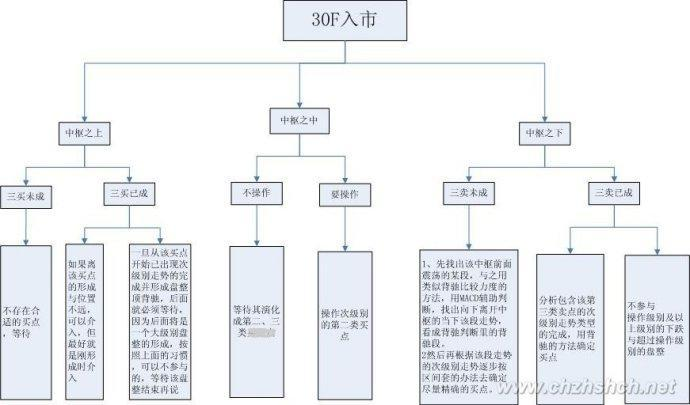 30F入市
中枢之上
中枢之中
中枢之下
三买未成
三买已成
不操作
要操作
三卖未成
三卖已成
不存在合
适的买点,
等待
如果离
该买点
的形成
与位置
不远,
可以介
入,但
最好就
是刚形
成时介
入
一旦从该买点
开始已出现次
级别走势的完
成并形成盘整
顶背驰,后面
就必须等待,
因为后面将是
一个大级别盘
整的形成,按
照上面的习惯,
可以不参与
的,等待该盘
整结束再说
等待其演化
成第二、三
类
操作次级别
的第二类买
点
1、先找出该中枢前面
震荡的某段,与之用
类似背驰比较力度的
方法,用MACD辅助判
断,找出向下离开中
枢的当下该段走势,
看成背驰判断里的背
驰段。
2然后再根据该段走势
的次级别走势逐步按
区间套的办法去确定
尽量精确的买点。
分析包含该第
三类卖点的次
级别走势类型
的完成,用背
驰的方法确定
买点
不参与
操作级别及以
上级别的下跌
与超过操作级
别的盘整
www.chzhshch.net